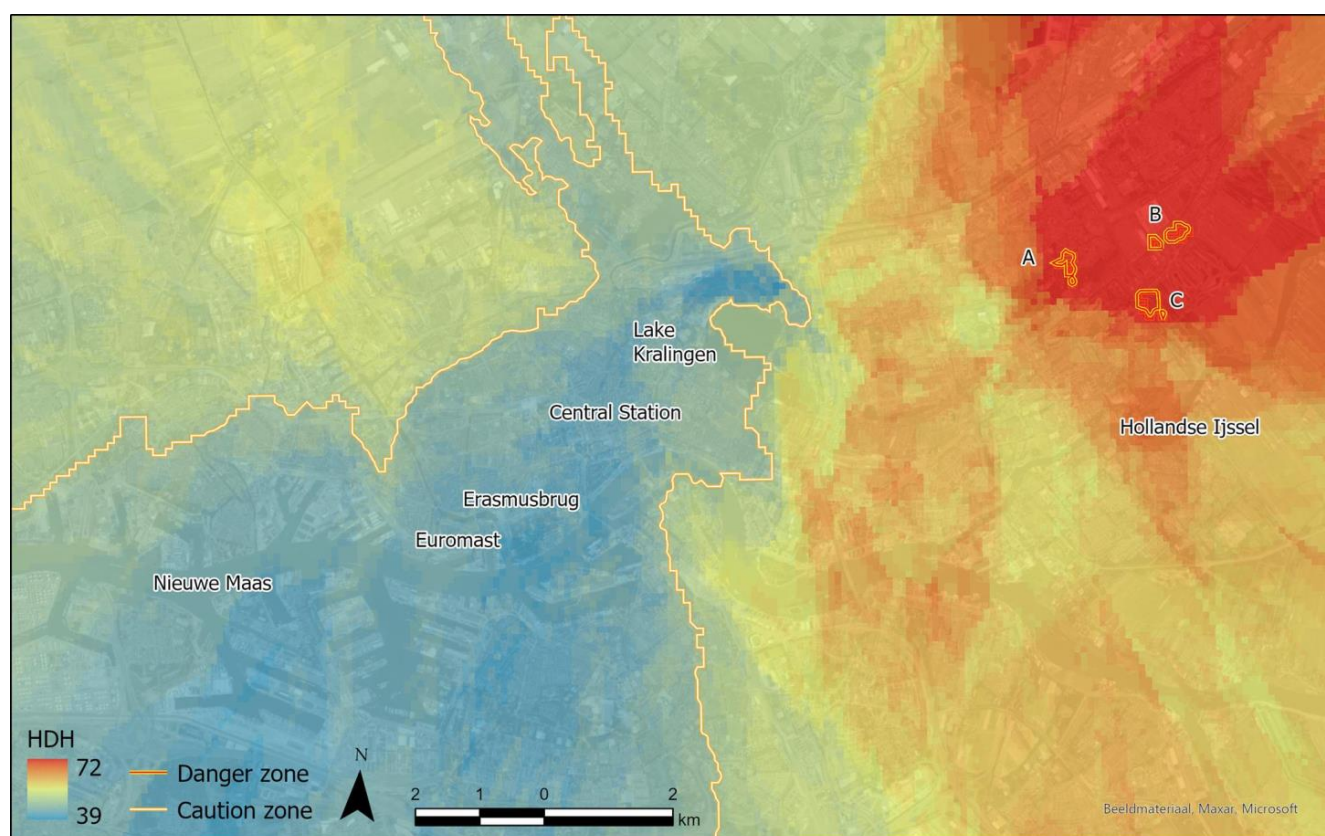 B
A
C
Lake
Kralingen
Central Station
Hollandse Ijssel
Erasmusbrug
Euromast
Nieuwe Maas
HDH
72
39
Danger zone
Caution zone
N
2 1 0 2
km
Beeldmateriaal, Maxar, Microsoft